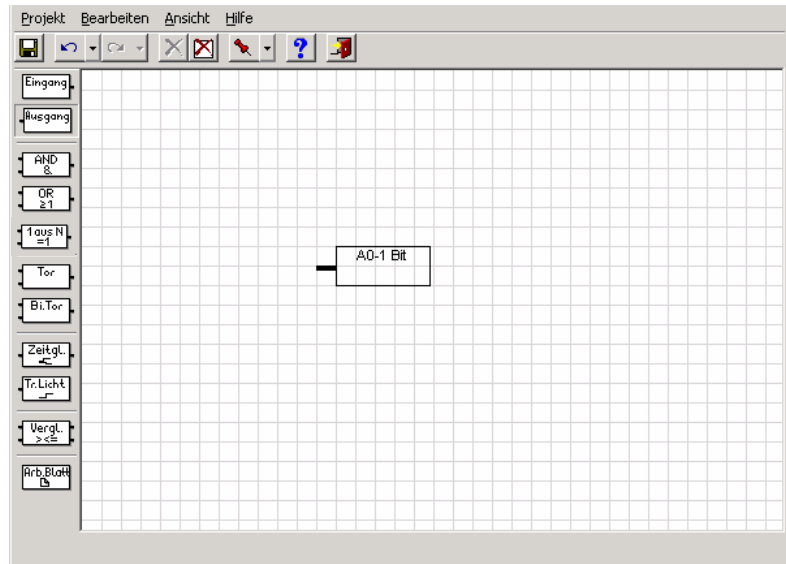 Projekt Bearbeiten Ansicht Hilfe
?
Eingang
Ausgang
AND
&
OR
≥1
1 aus N
=1
Tor
Bi.Tor
Zeitgl.
Tr.Licht
Vergl.
><=
Arb.Blatt
A0-1 Bit